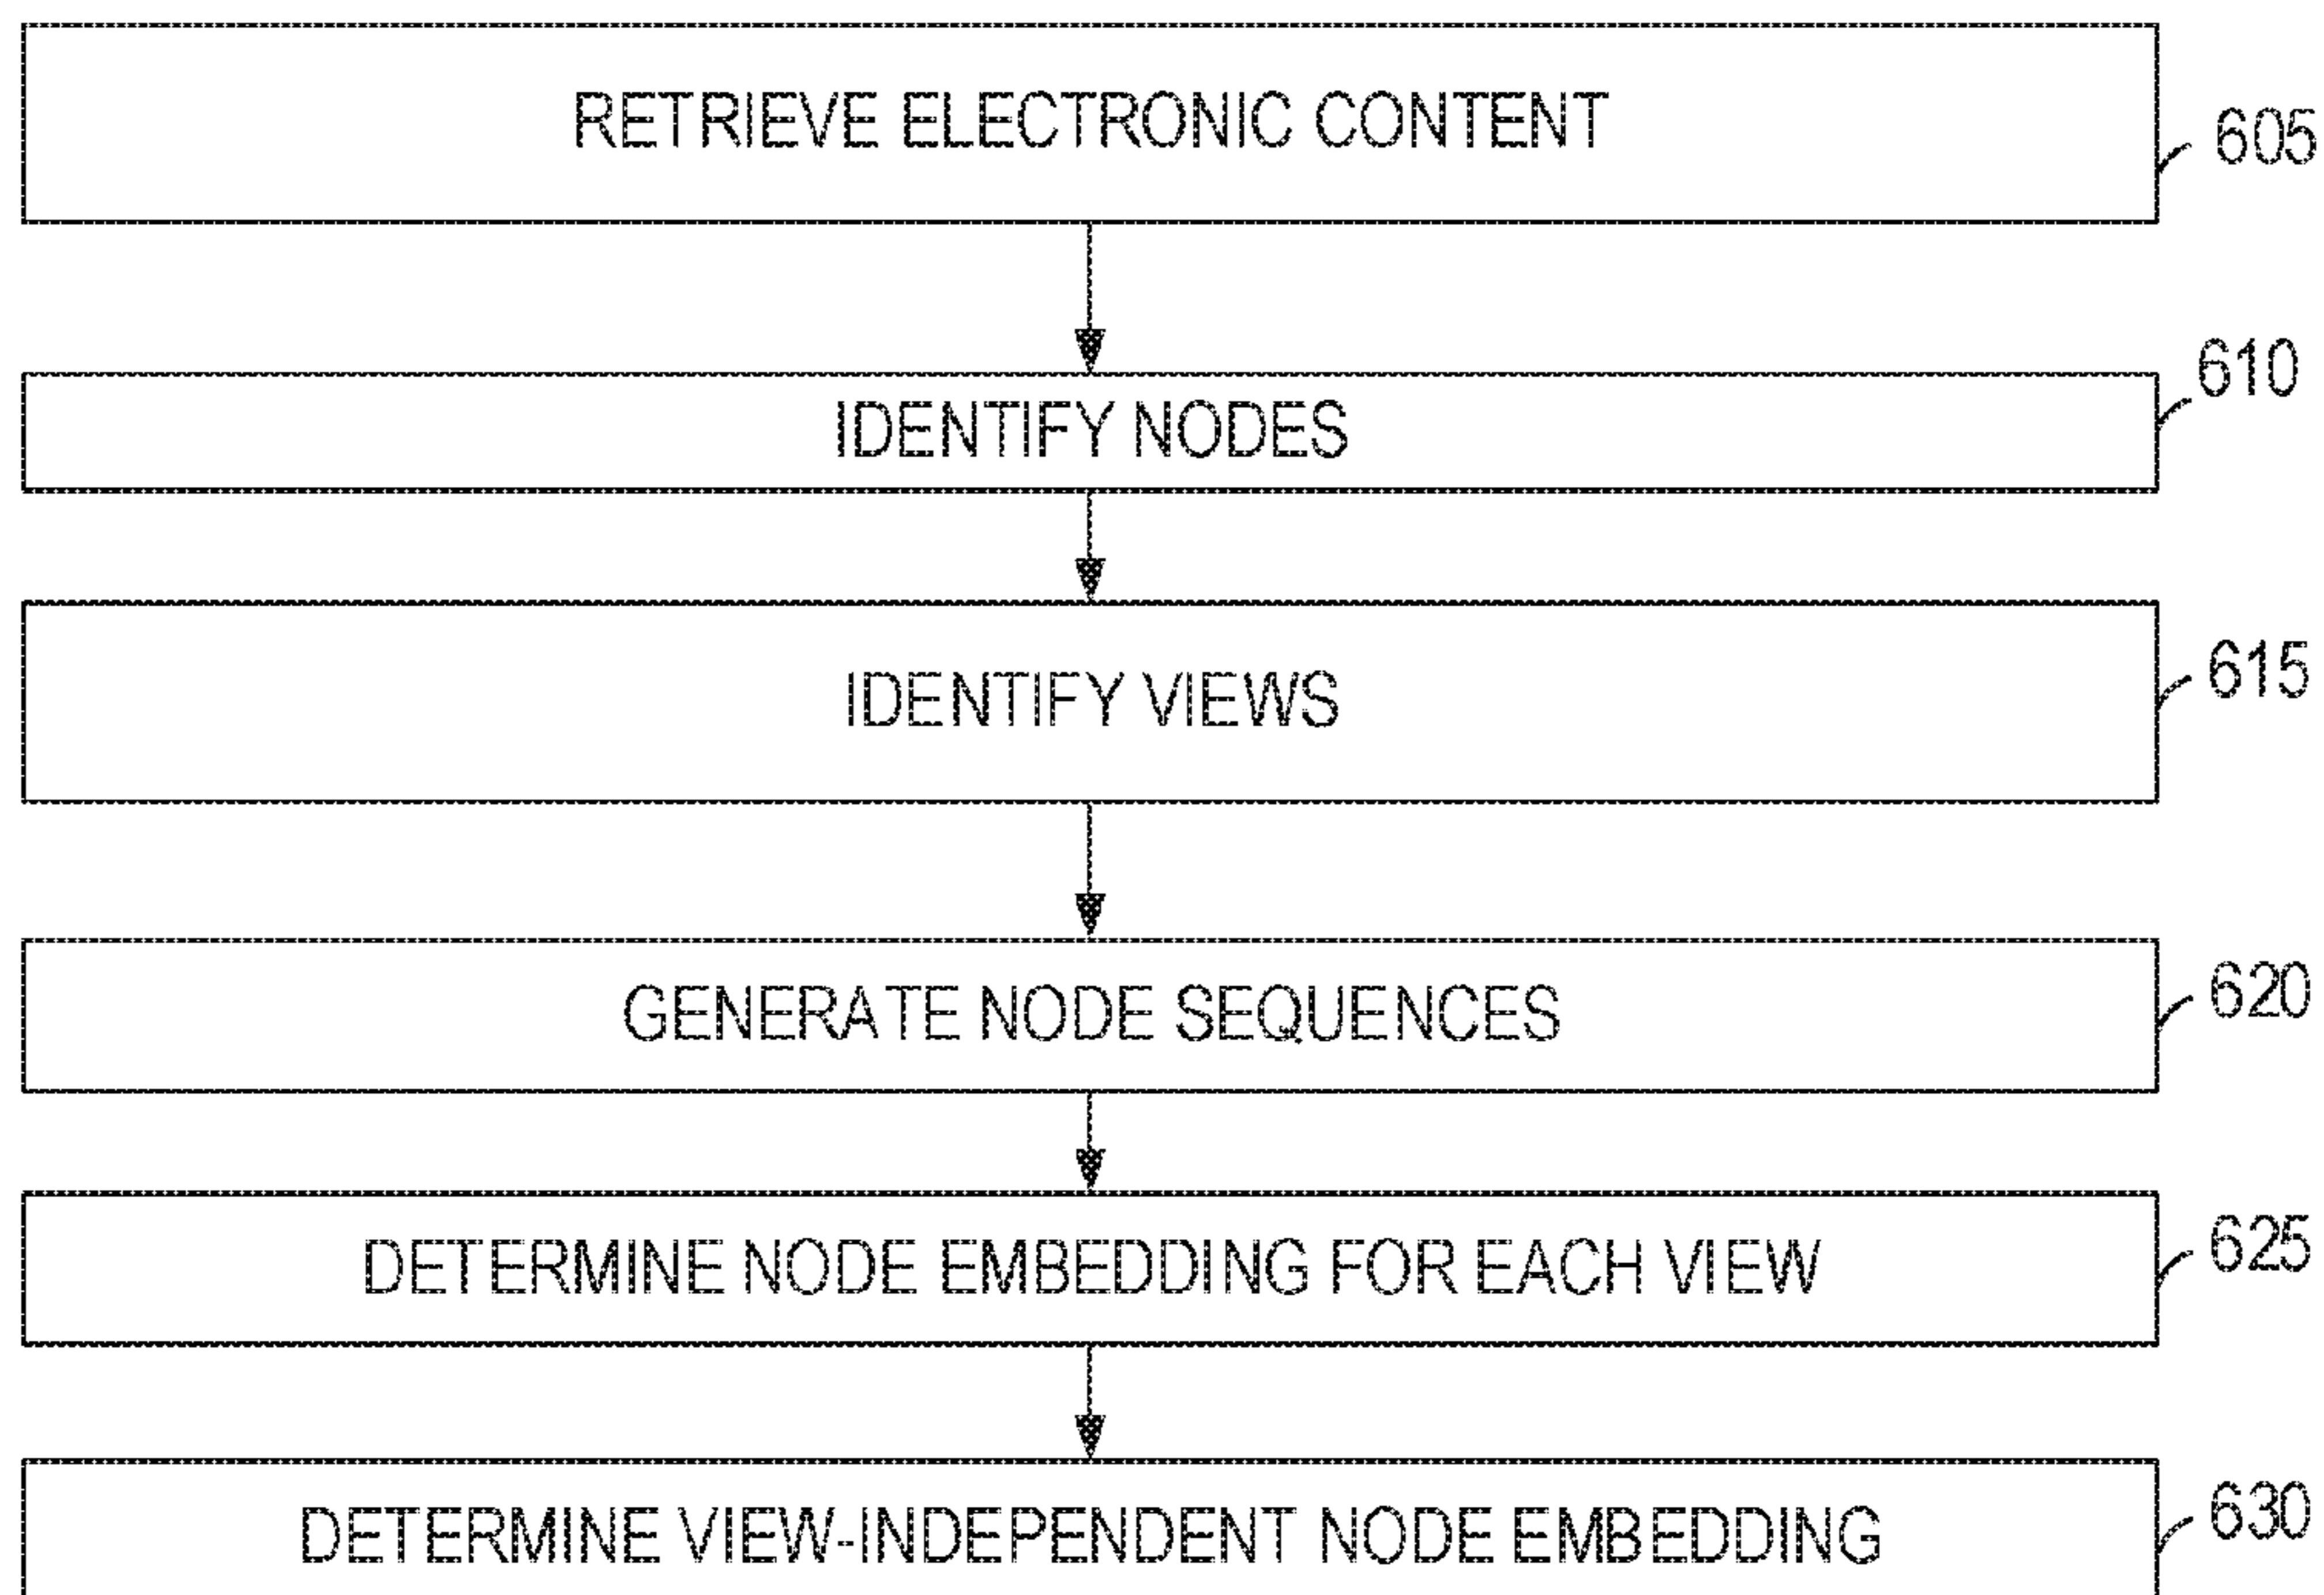 RETRIEVE ELECTRONIC CONTENT
605
IDENTIFY NODES
610
IDENTIFY VIEWS
615
GENERATE NODE SEQUENCES
620
DETERMINE NODE EMBEDDING FOR EACH VIEW
625
DETERMINE VIEW-INDEPENDENT NODE EMBEDDING
630